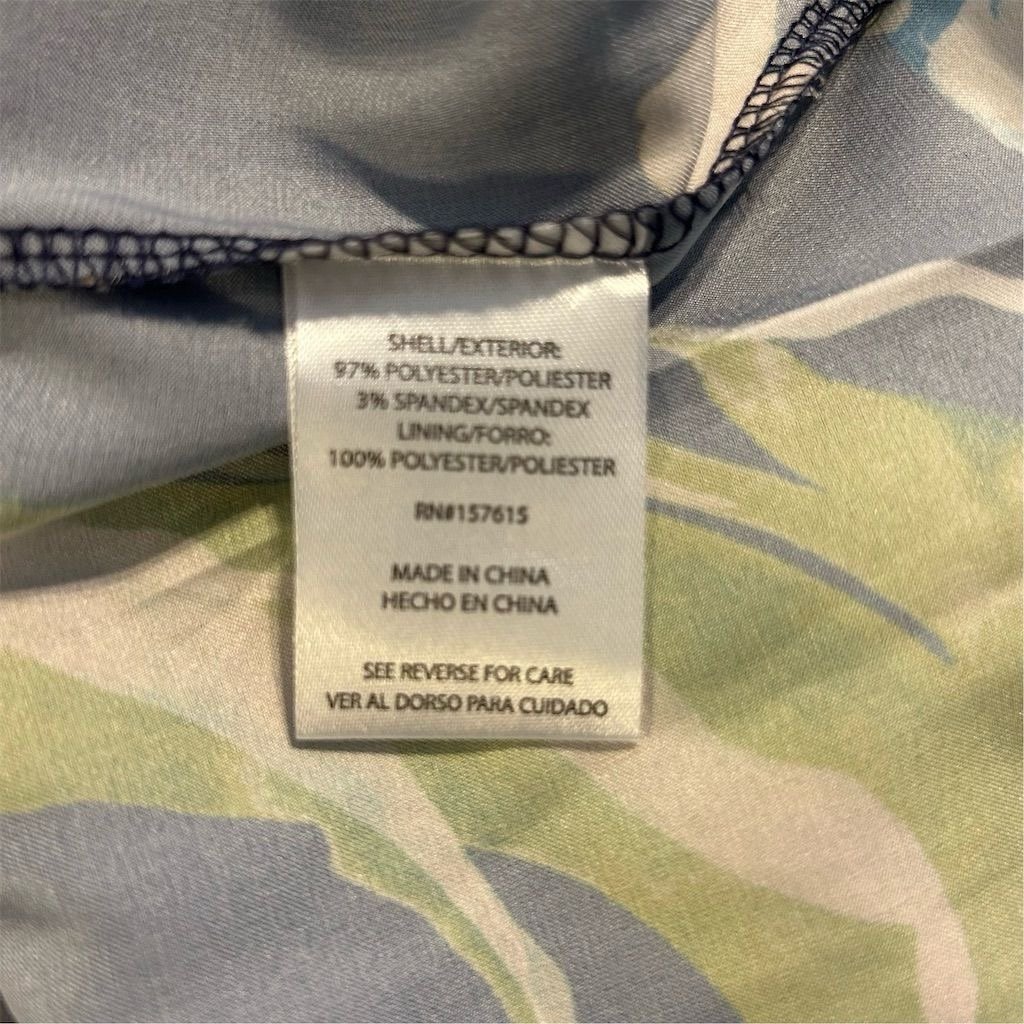 SHELL/EXTERIOR:
97% POLYESTER/POLIESTER
3% SPANDEX/SPANDEX
LINING/FORRO:
100% POLYESTER/POLIESTER
RN#157615
MADE IN CHINA
HECHO EN CHINA
SEE REVERSE FOR CARE
VER AL DORSO PARA CUIDADO